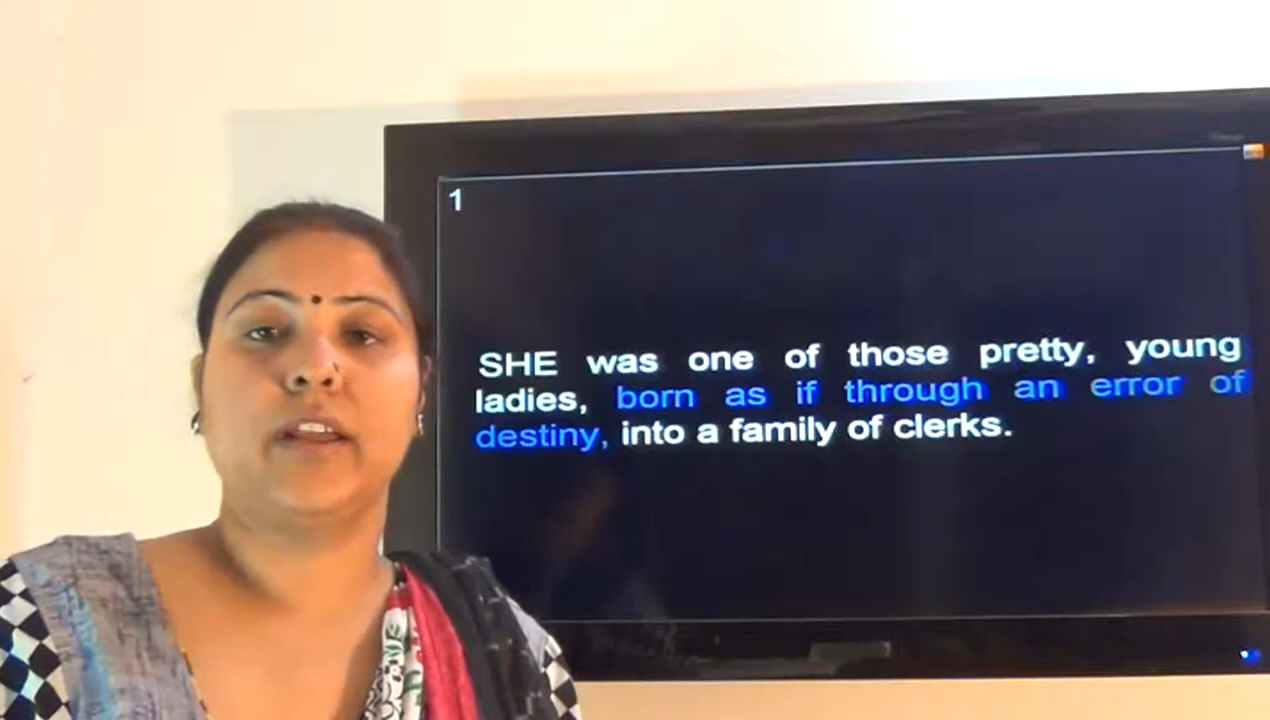 1
SHE was one of those pretty, young
ladies, born as if through an error of
destiny, into a family of clerks.